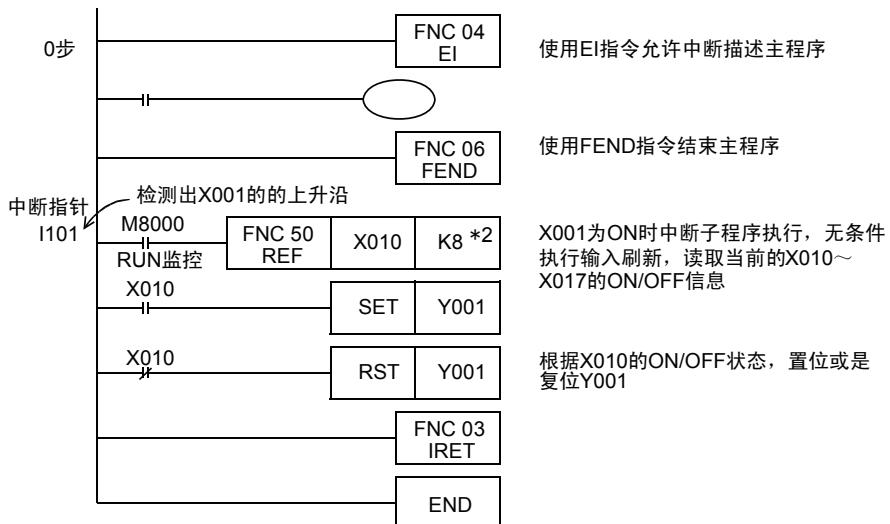 0步
FNC 04
EI
使用EI指令允许中断描述主程序
FNC 06
FEND
使用FEND指令结束主程序
中断指针
I101
检测出X001的的上升沿
M8000
RUN监控
FNC 50
REF
X010
K8 *2
X001为ON时中断子程序执行，无条件
执行输入刷新，读取当前的X010～
X017的ON/OFF信息
X010
SET
Y001
X010
RST
Y001
根据X010的ON/OFF状态，置位或是
复位Y001
FNC 03
IRET
END